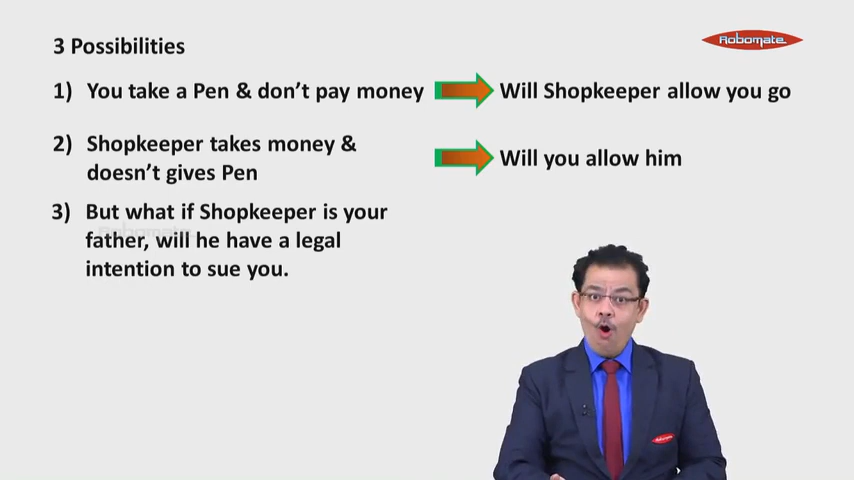 3 Possibilities
Robomate
1) You take a Pen & don't pay money
Will Shopkeeper allow you go
2) Shopkeeper takes money &
doesn't gives Pen
Will you allow him
3) But what if Shopkeeper is your
father, will he have a legal
intention to sue you.
Robomate
Robomate